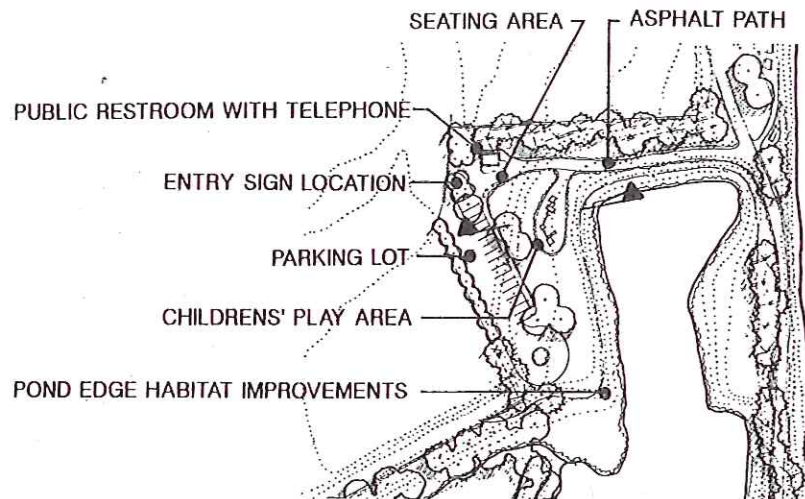 SEATING AREA
ASPHALT PATH
PUBLIC RESTROOM WITH TELEPHONE
ENTRY SIGN LOCATION
PARKING LOT
CHILDRENS' PLAY AREA
POND EDGE HABITAT IMPROVEMENTS